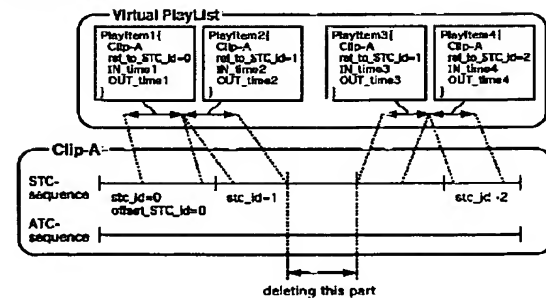 Virtual PlayList
PlayItem1{
Clip-A
ref_to_STC_id=0
IN_time1
OUT_time1
}
PlayItem2{
Clip-A
ref_to_STC_id=1
IN_time2
OUT_time2
}
PlayItem3{
Clip-A
ref_to_STC_id=1
IN_time3
OUT_time3
}
PlayItem4{
Clip-A
ref_to_STC_id=2
IN_time4
OUT_time4
}
Clip-A
STC-
sequence
stc_id=0
offset_STC_id=0
stc_id=1
stc_id =2
ATC-
sequence
deleting this part